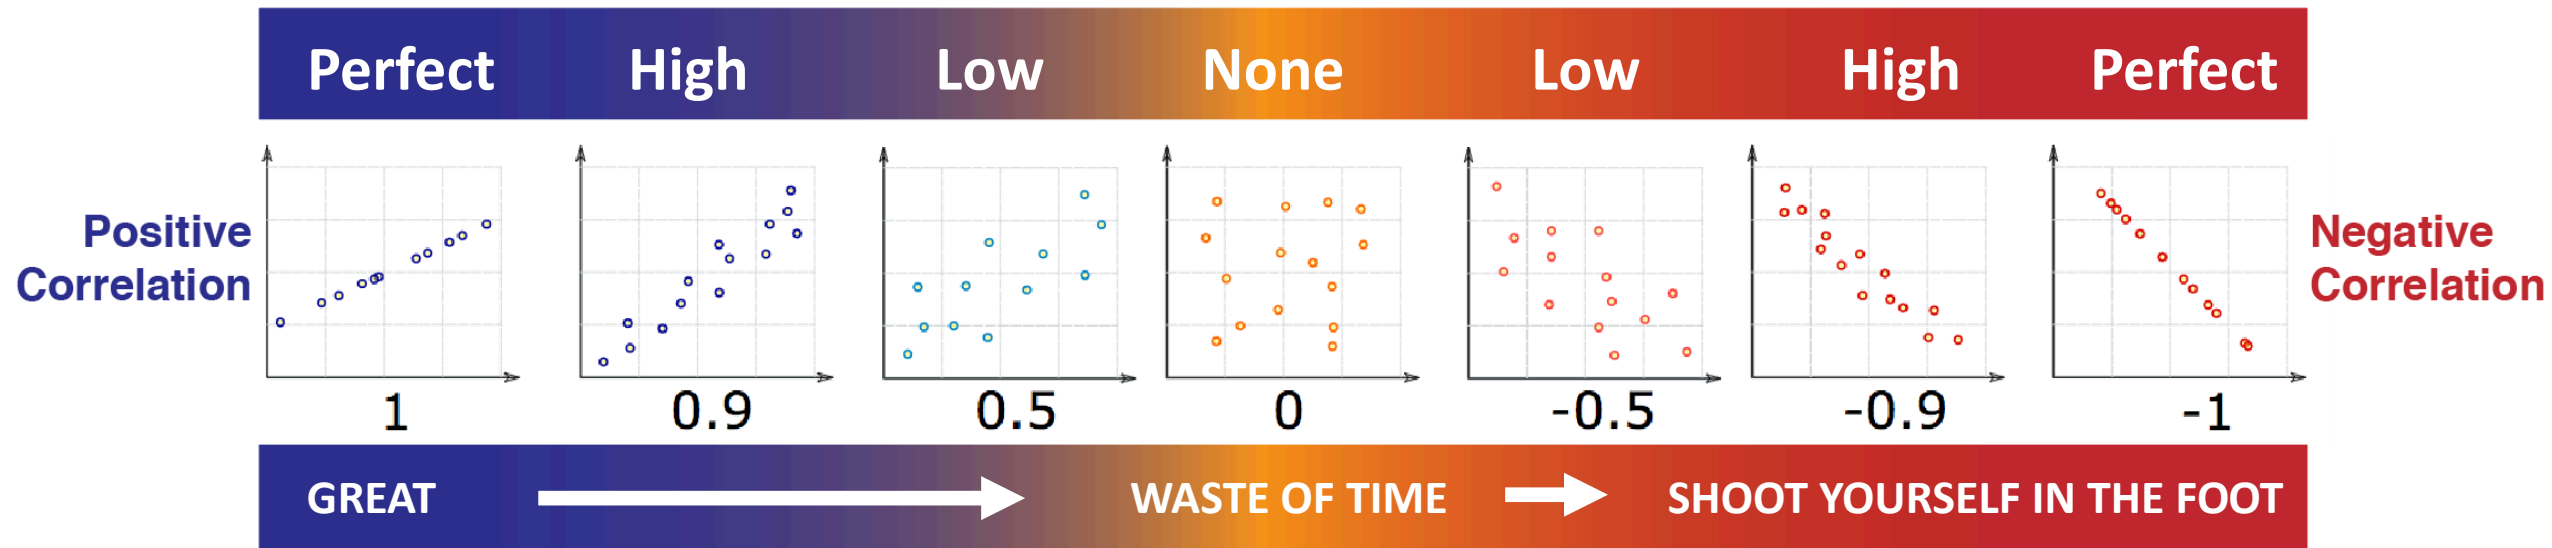 Perfect High Low None Low High Perfect
Positive
Correlation
Negative
Correlation
1 0.9 0.5 0 -0.5 -0.9 -1
GREAT WASTE OF TIME SHOOT YOURSELF IN THE FOOT